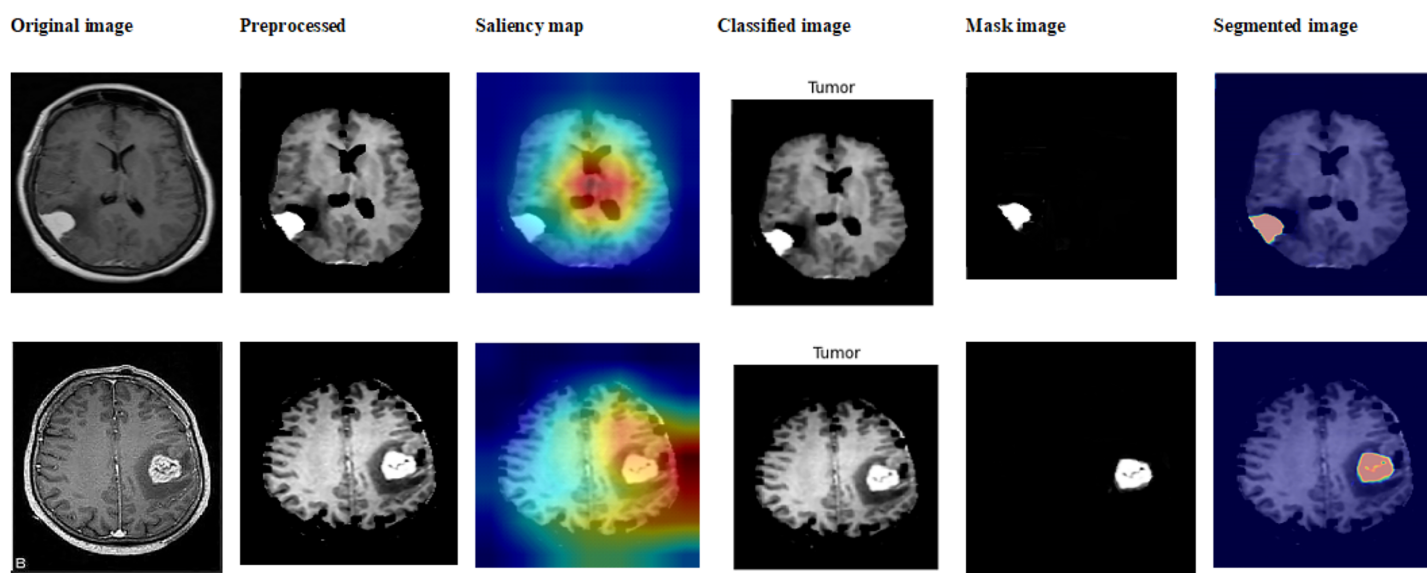 Original image
Preprocessed
Saliency map
Classified image
Mask image
Segmented image
Tumor
Tumor
B